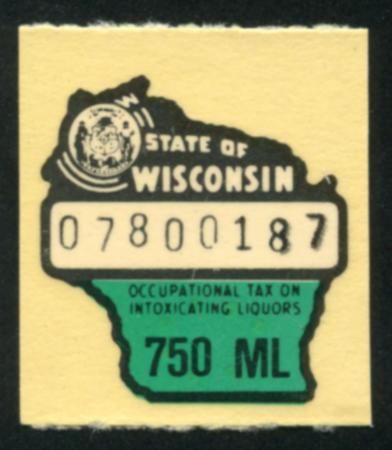 STATE OF
WISCONSIN
07800187
OCCUPATIONAL TAX ON
INTOXICATING LIQUORS
750 ML